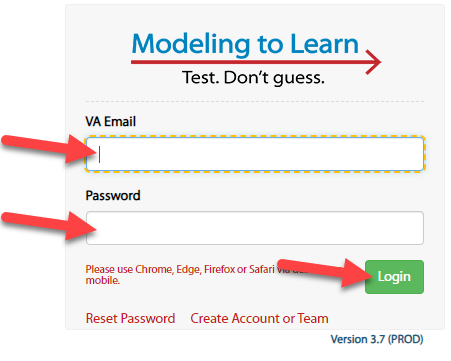 Modeling to Learn
Test. Don't guess.
VA Email
Password
Please use Chrome, Edge, Firefox or Safari via
mobile.
Login
Reset Password Create Account or Team
Version 3.7 (PROD)